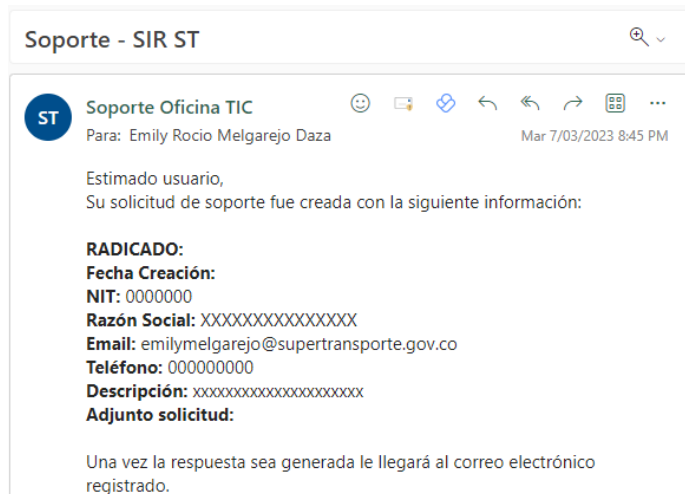 Soporte - SIR ST
ST
Soporte Oficina TIC
Para: Emily Rocio Melgarejo Daza
Mar 7/03/2023 8:45 PM
Estimado usuario,
Su solicitud de soporte fue creada con la siguiente información:
RADICADO:
Fecha Creación:
NIT: 0000000
Razón Social: XXXXXXXXXXXXXXX
Email: emilymelgarejo@supertransporte.gov.co
Teléfono: 000000000
Descripción: xxxxxxxxxxxxxxxxxxxxx
Adjunto solicitud:
Una vez la respuesta sea generada le llegará al correo electrónico
registrado.